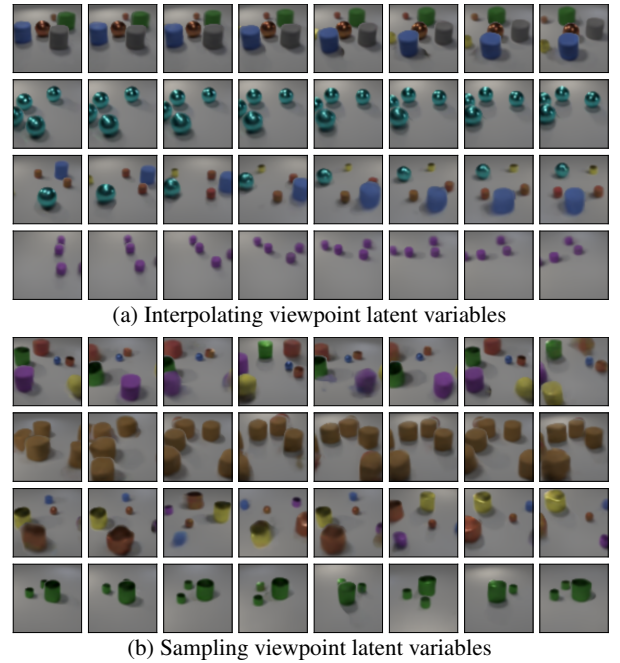 (a) Interpolating viewpoint latent variables
(b) Sampling viewpoint latent variables